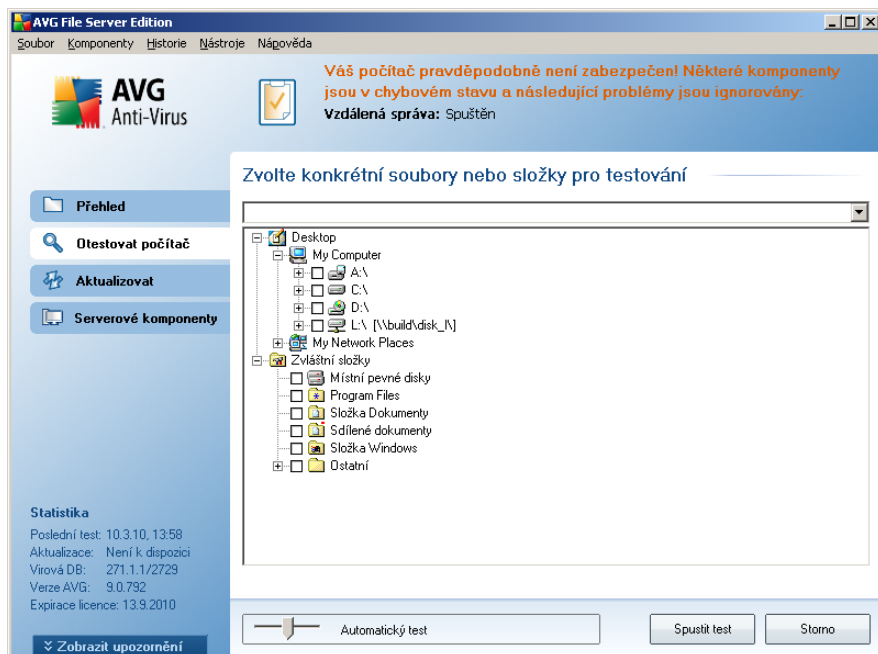 AVG File Server Edition
Soubor Komponenty Historie Nástroje Nápověda
AVG
Anti-Virus
Váš počítač pravděpodobně není zabezpečen! Některé komponenty
jsou v chybovém stavu a následující problémy jsou ignorovány:
Vzdálená správa: Spuštěn
Zvolte konkrétní soubory nebo složky pro testování
Přehled
Otestovat počítač
Aktualizovat
Serverové komponenty
Desktop
My Computer
A:\
C:\
D:\
L:\ [\\build\disk_l\]
My Network Places
Zvláštní složky
Místní pevné disky
Program Files
Složka Dokumenty
Sdílené dokumenty
Složka Windows
Ostatní
Statistika
Poslední test: 10.3.10, 13:58
Aktualizace: Není k dispozici
Virová DB: 271.1.1/2729
Verze AVG: 9.0.792
Expirace licence: 13.9.2010
Zobrazit upozornění
Automatický test
Spustit test
Storno